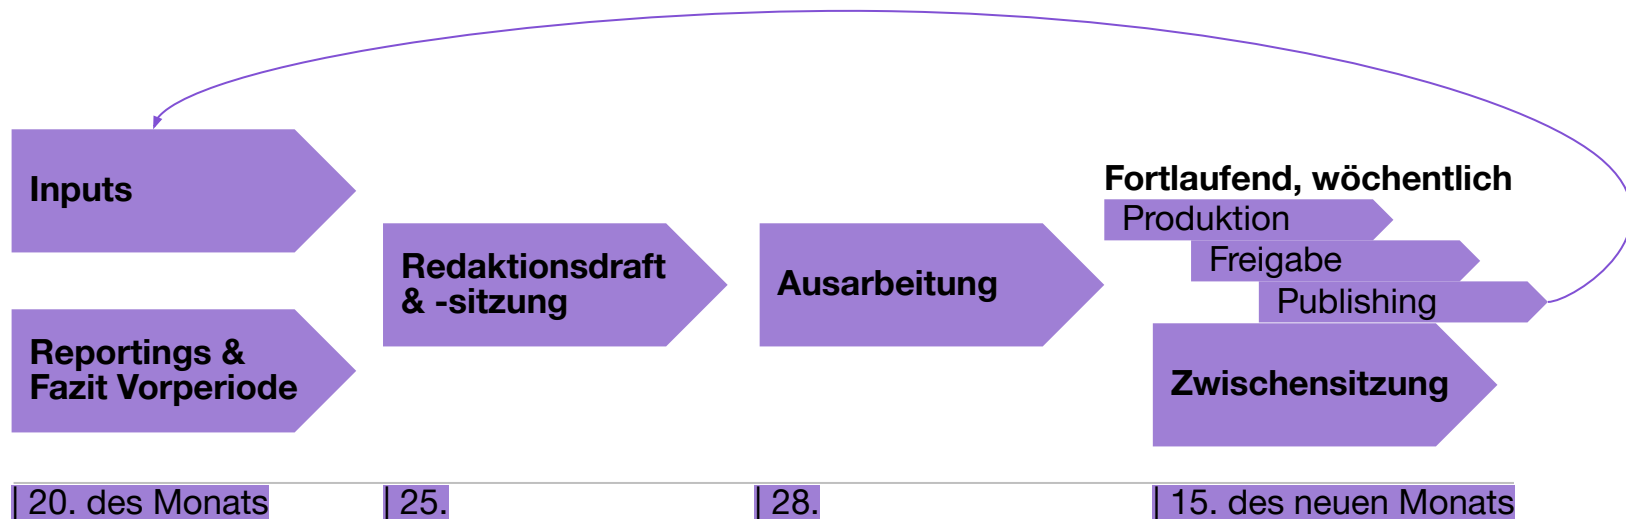 Inputs
Reportings &
Fazit Vorperiode
Redaktionsdraft
& -sitzung
Ausarbeitung
Fortlaufend, wöchentlich
Produktion
Freigabe
Publishing
Zwischensitzung
| 20. des Monats
| 25.
| 28.
| 15. des neuen Monats